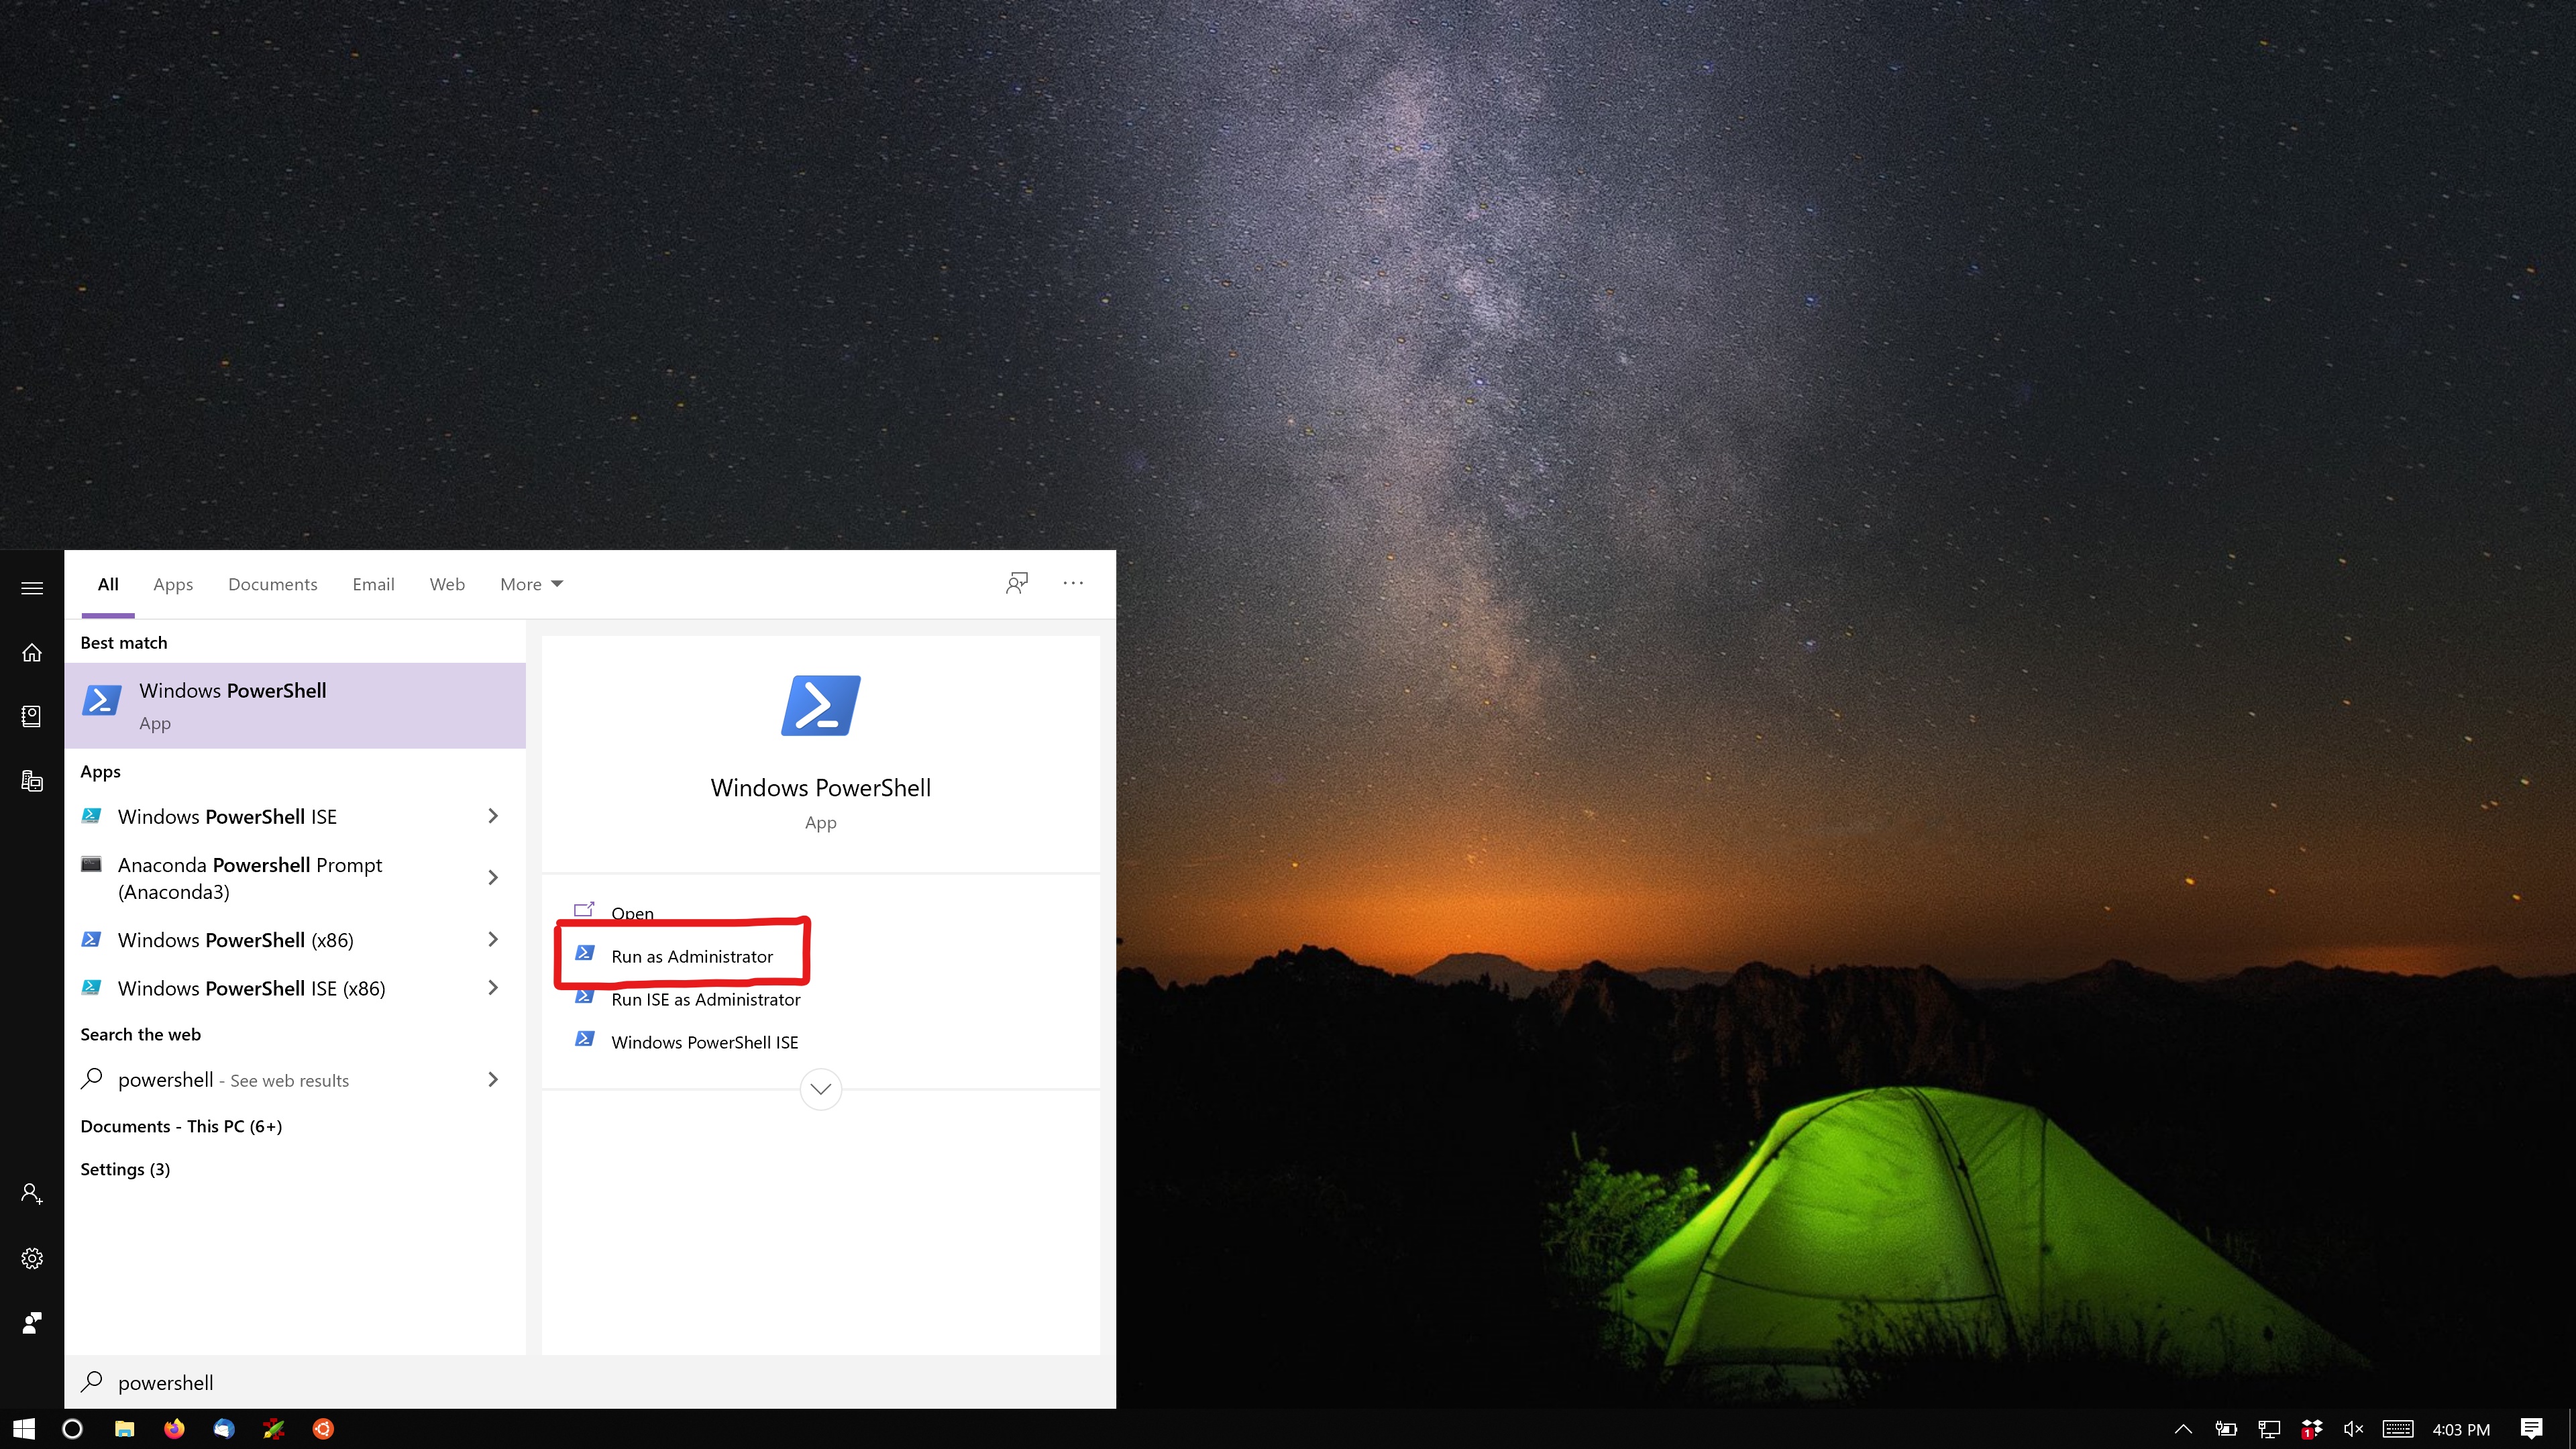 All Apps Documents Email Web More
Best match
Windows PowerShell
App
Apps
Windows PowerShell ISE
Anaconda Powershell Prompt
(Anaconda3)
Windows PowerShell (x86)
Windows PowerShell ISE (x86)
Search the web
powershell - See web results
Documents - This PC (6+)
Settings (3)
Windows PowerShell
App
Open
Run as Administrator
Run ISE as Administrator
Windows PowerShell ISE
powershell
1
4:03 PM